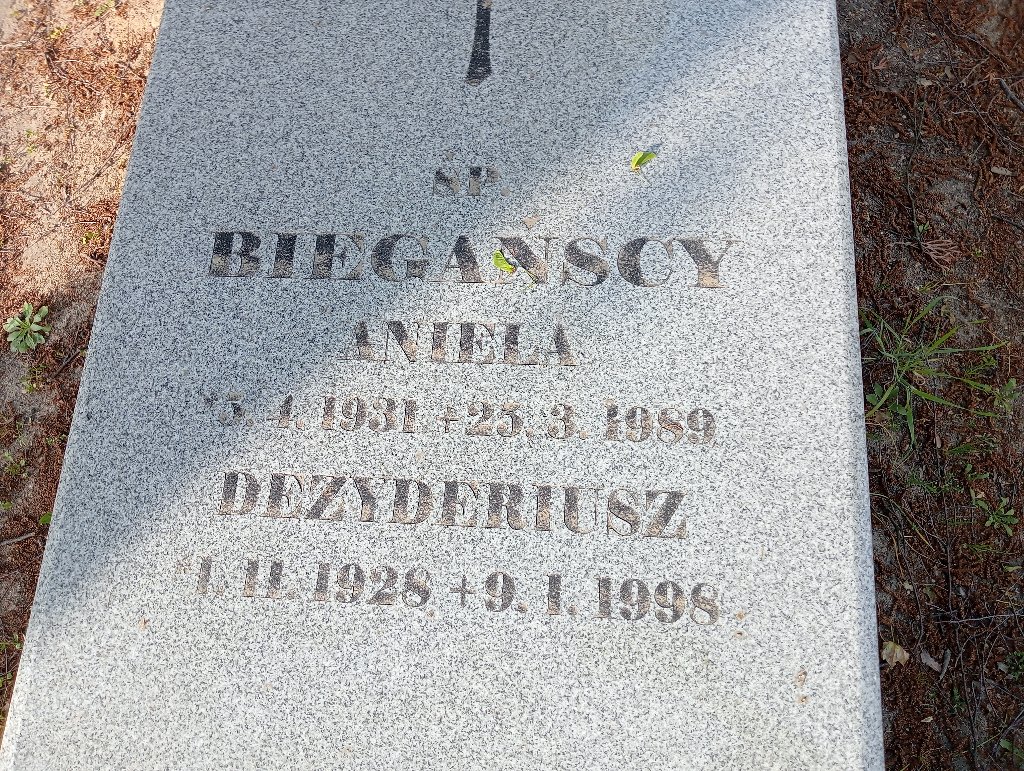 ŚP.
BIEGAŃSCY
ANIELA
*5. 4. 1931 +25. 3. 1989
DEZYDERIUSZ
*1. 11. 1928 +9. 1. 1998